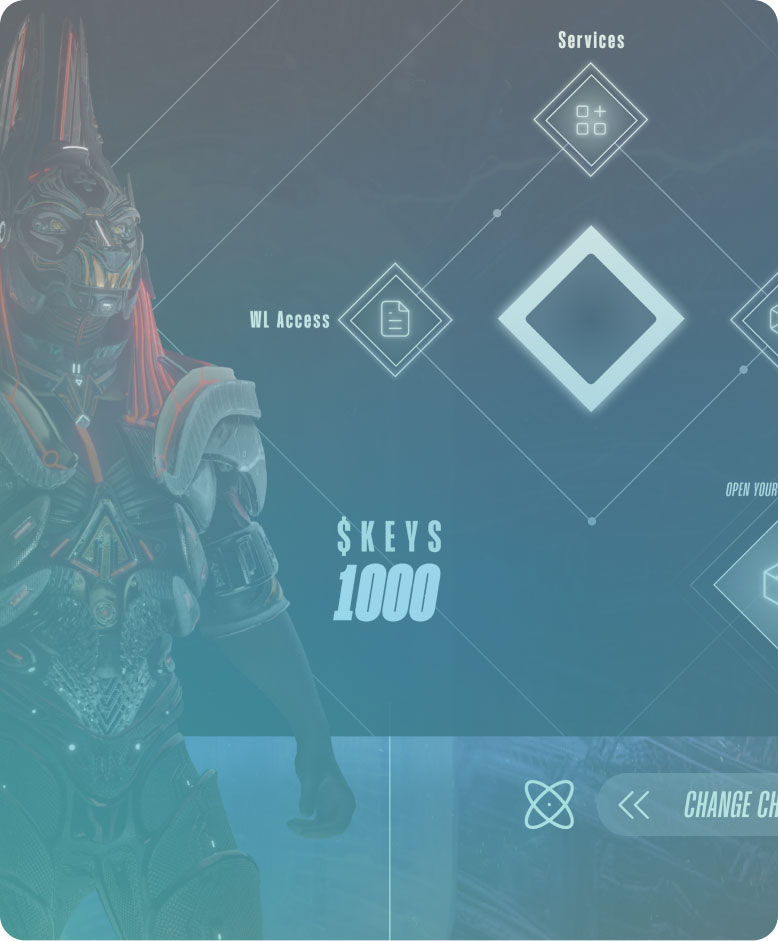 Services
WL Access
OPEN YOUR
$KEYS
1000
CHANGE CH